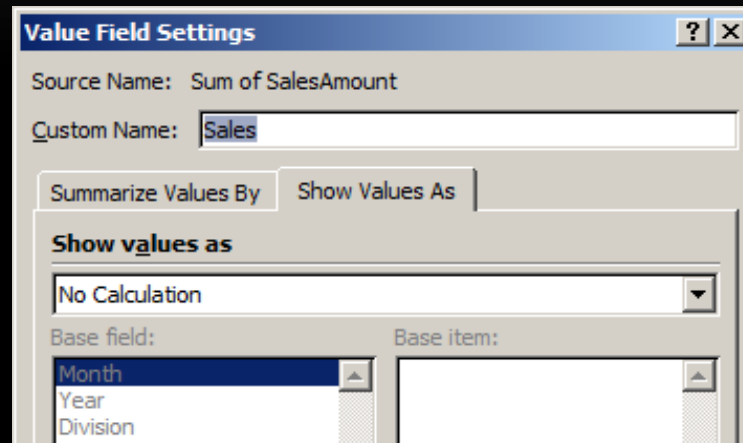 Value Field Settings
Source Name: Sum of SalesAmount
Custom Name: Sales
Summarize Values By Show Values As
Show values as
No Calculation
Base field: Base item:
Month
Year
Division